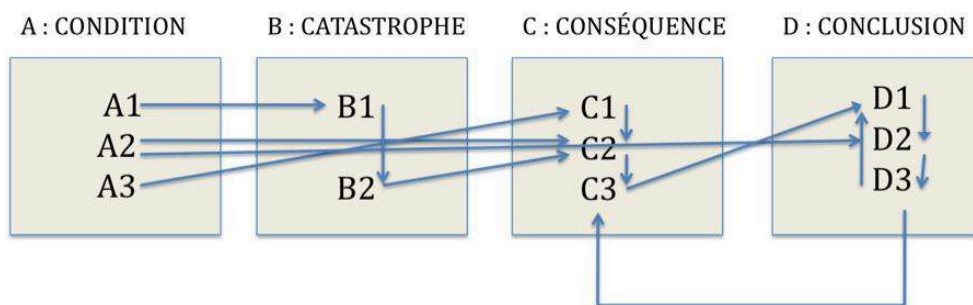 A : CONDITION
B : CATASTROPHE
C : CONSÉQUENCE
D : CONCLUSION
A1
A2
A3
B1
B2
C1
C2
C3
D1
D2
D3